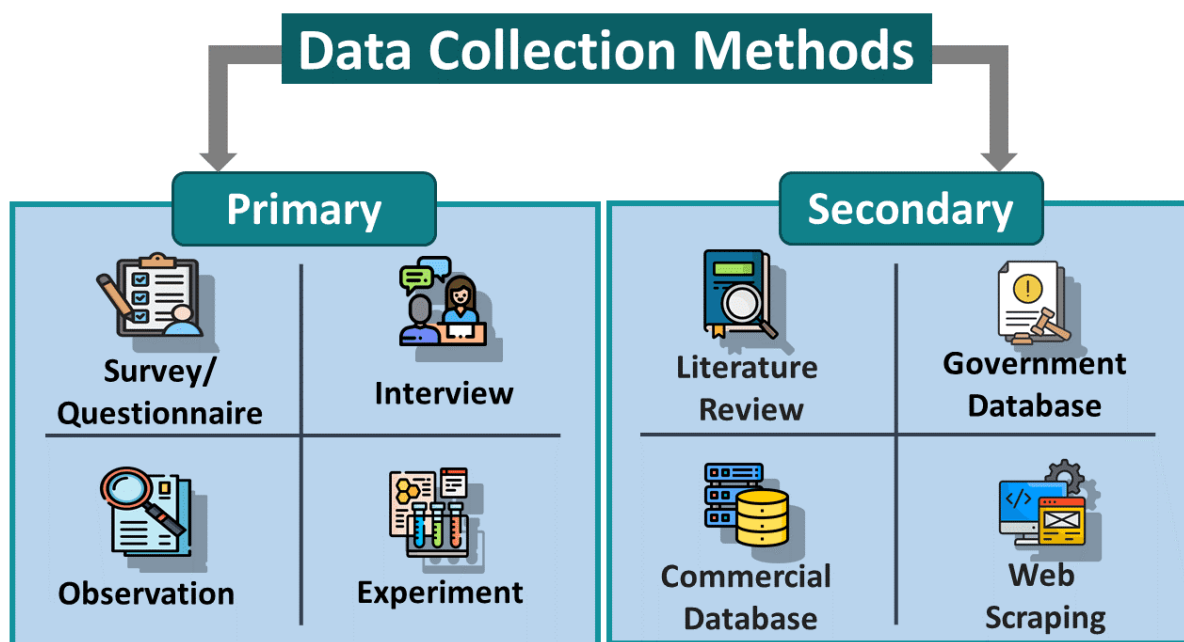 Data Collection Methods
Primary
Survey/
Questionnaire
Interview
Observation
Experiment
Secondary
Literature
Review
Government
Database
Commercial
Database
Web
Scraping